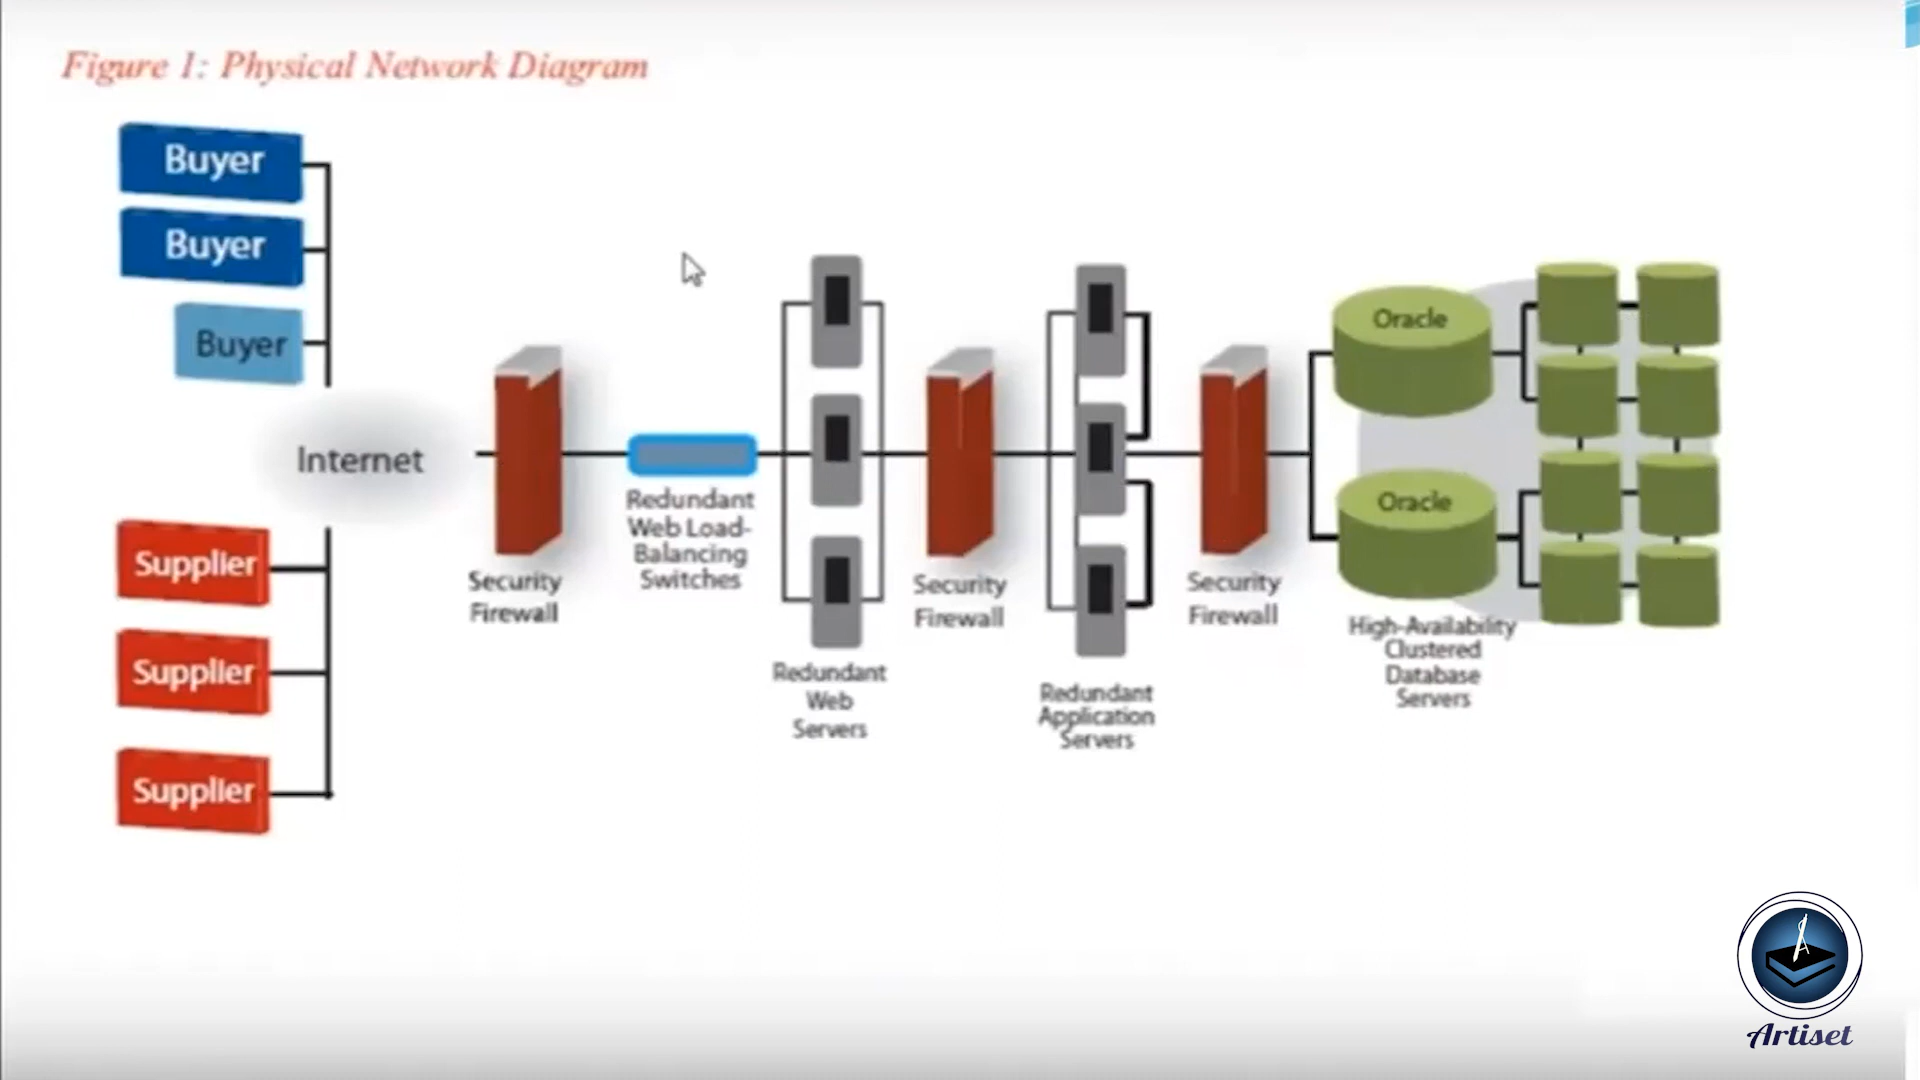 Figure 1: Physical Network Diagram
Buyer
Buyer
Buyer
Internet
Supplier
Supplier
Supplier
Security
Firewall
Redundant
Web Load-
Balancing
Switches
Redundant
Web
Servers
Security
Firewall
Redundant
Application
Servers
Security
Firewall
Oracle
Oracle
High-Availability
Clustered
Database
Servers
Artiset